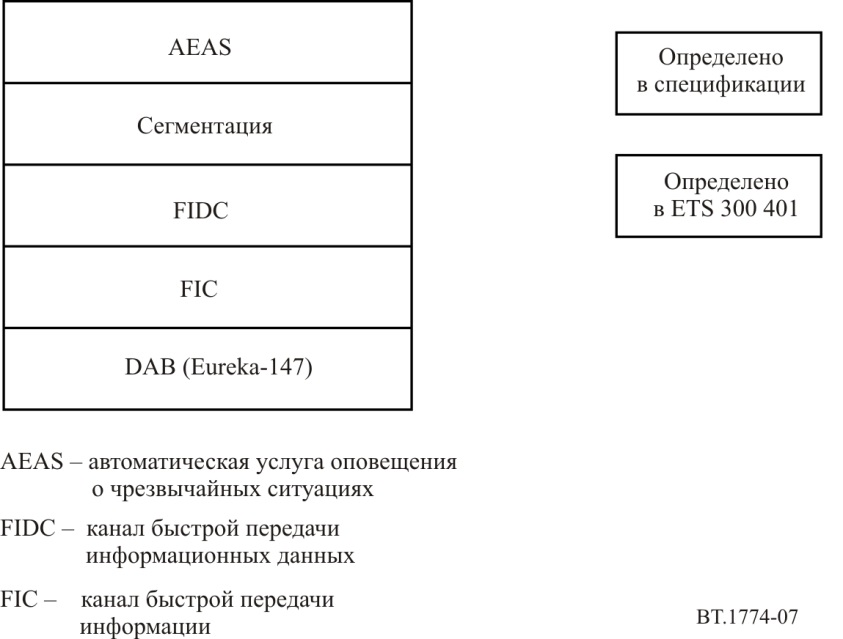 AEAS
Сегментация
FIDC
FIC
DAB (Eureka-147)
Определено
в спецификации
Определено
в ETS 300 401
AEAS – автоматическая услуга оповещения
о чрезвычайных ситуациях
FIDC – канал быстрой передачи
информационных данных
FIC – канал быстрой передачи
информации
BT.1774-07